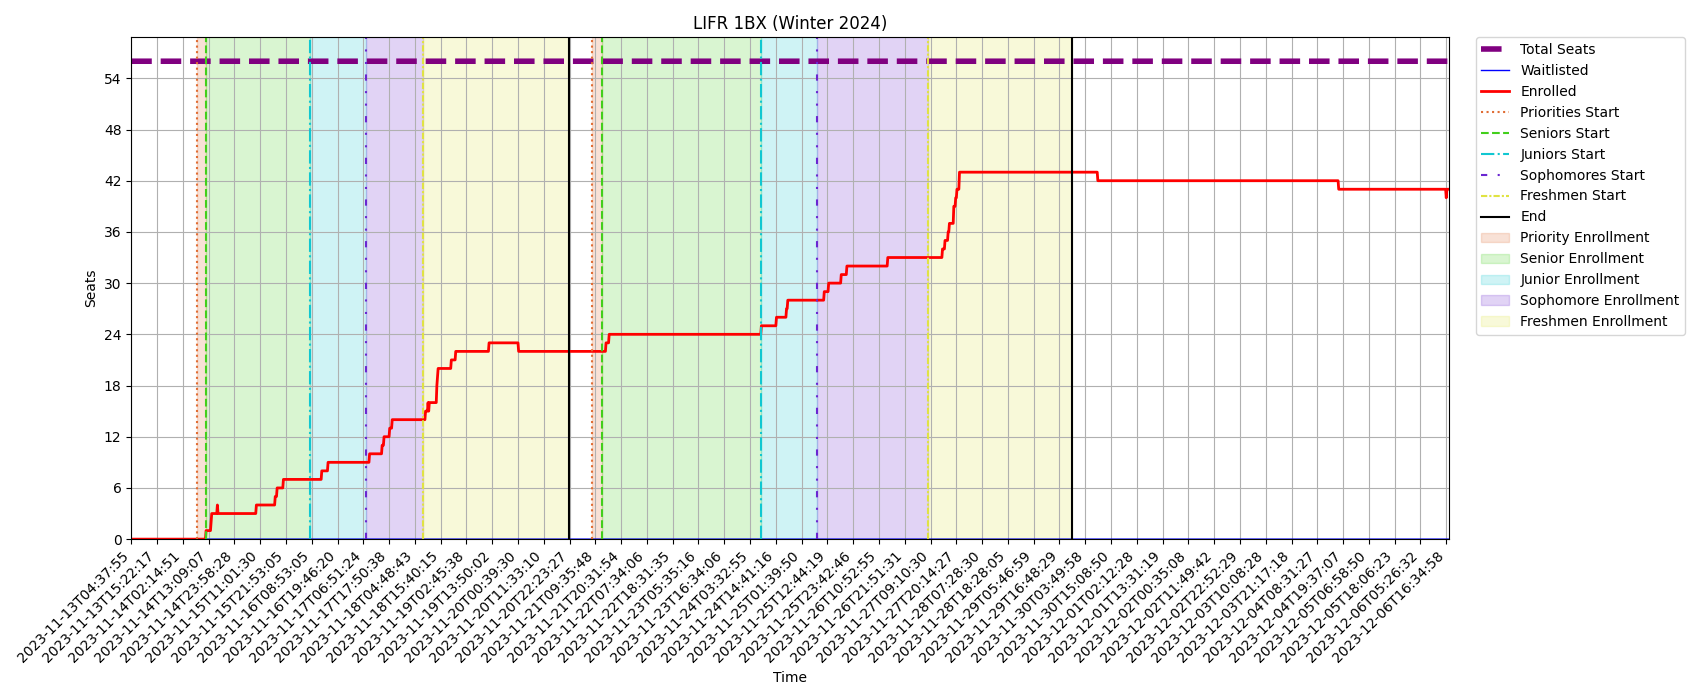 LIFR 1BX (Winter 2024)
Seats
54
48
42
36
30
24
18
12
6
0
2023-11-13T04:37:55
2023-11-13T15:22:17
2023-11-14T02:14:51
2023-11-14T13:09:07
2023-11-14T23:58:28
2023-11-15T11:01:30
2023-11-15T21:53:05
2023-11-16T08:53:05
2023-11-16T19:46:20
2023-11-17T06:51:24
2023-11-17T17:50:38
2023-11-18T04:48:43
2023-11-18T15:40:15
2023-11-19T02:45:38
2023-11-19T13:50:02
2023-11-20T00:39:30
2023-11-20T11:33:10
2023-11-20T22:23:27
2023-11-21T09:35:48
2023-11-21T20:31:54
2023-11-22T07:34:06
2023-11-22T18:31:35
2023-11-23T05:35:16
2023-11-23T16:34:06
2023-11-24T03:32:55
2023-11-24T14:41:16
2023-11-25T01:39:50
2023-11-25T12:44:19
2023-11-25T23:42:46
2023-11-26T10:52:55
2023-11-26T21:51:31
2023-11-27T09:10:30
2023-11-27T20:14:27
2023-11-28T07:28:30
2023-11-28T18:28:05
2023-11-29T05:46:59
2023-11-29T16:48:29
2023-11-30T03:49:58
2023-11-30T15:08:50
2023-12-01T02:12:28
2023-12-01T13:31:19
2023-12-02T00:35:08
2023-12-02T11:49:42
2023-12-02T22:52:29
2023-12-03T10:08:28
2023-12-03T21:17:18
2023-12-04T08:31:27
2023-12-04T19:37:07
2023-12-05T06:58:50
2023-12-05T18:06:23
2023-12-06T05:26:32
2023-12-06T16:34:58
Time
Total Seats
Waitlisted
Enrolled
Priorities Start
Seniors Start
Juniors Start
Sophomores Start
Freshmen Start
End
Priority Enrollment
Senior Enrollment
Junior Enrollment
Sophomore Enrollment
Freshmen Enrollment